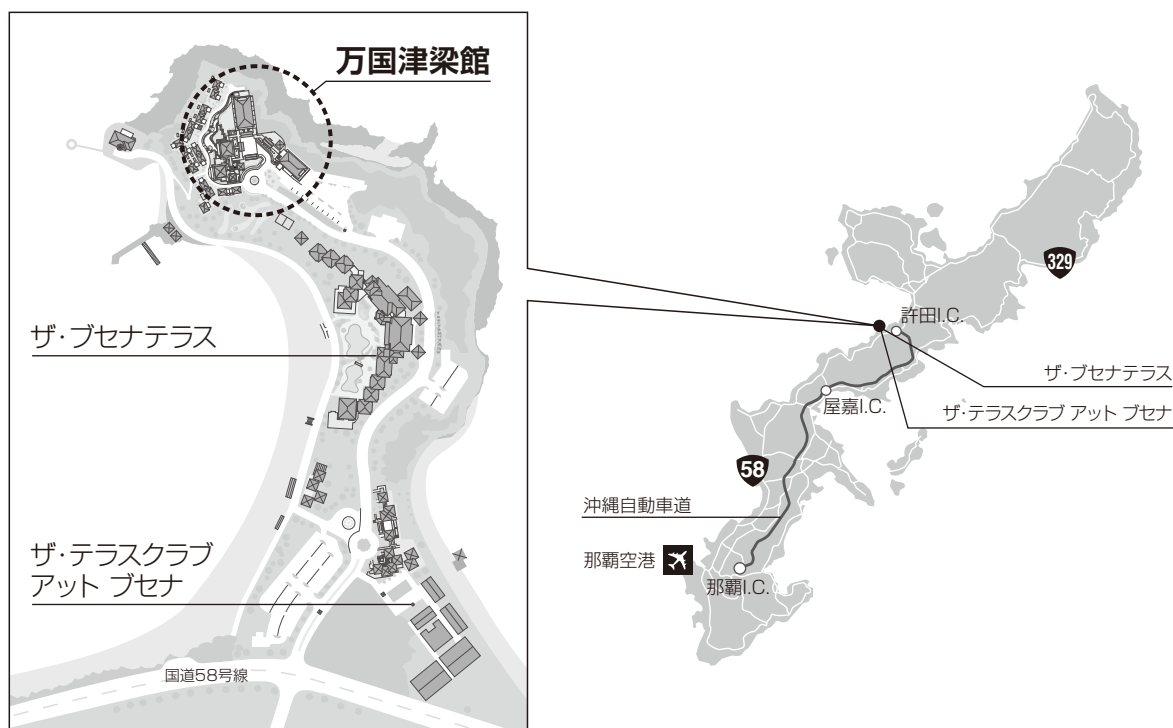 万国津梁館
ザ・ブセナテラス
ザ・テラスクラブ
アット ブセナ
国道58号線
329
許田I.C.
ザ・ブセナテラス
屋嘉I.C.
ザ・テラスクラブ アット ブセナ
58
沖縄自動車道
那覇空港
那覇I.C.